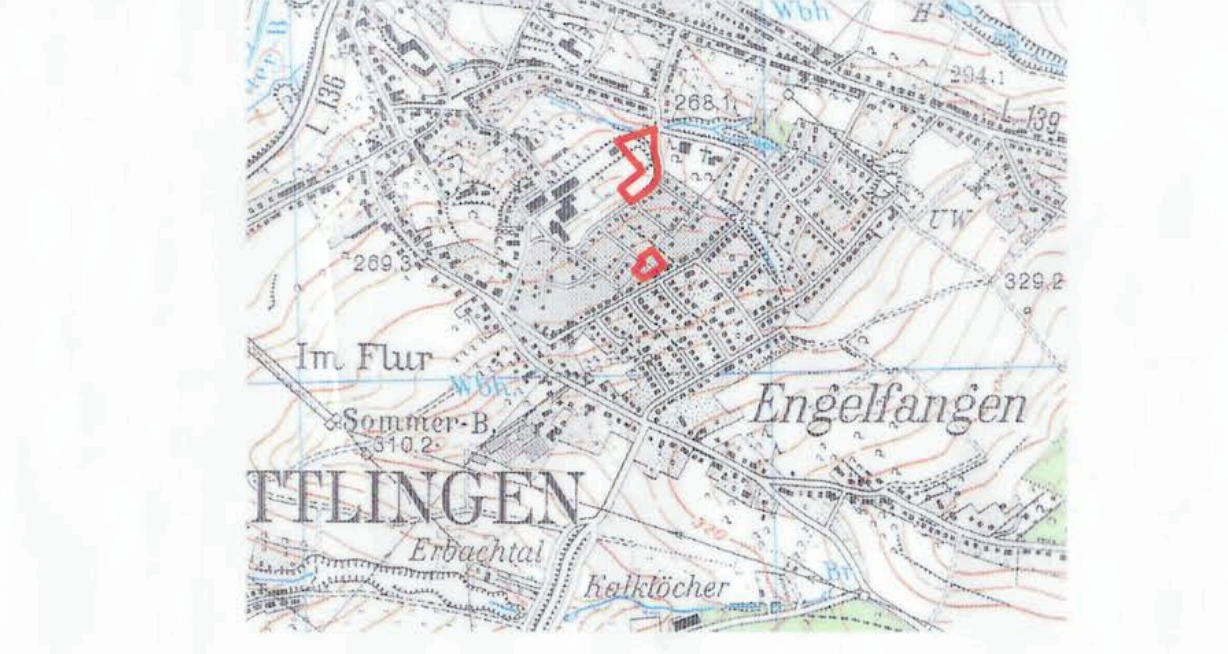 Wbh
H
L 136
294.1
268.1
L 139
UW
269,3
329.2
Im Flur
Wbh.
Engelfangen
Sommer-B.
310.2
TTLINGEN
320
Erbachtal
Kalklöcher
Br